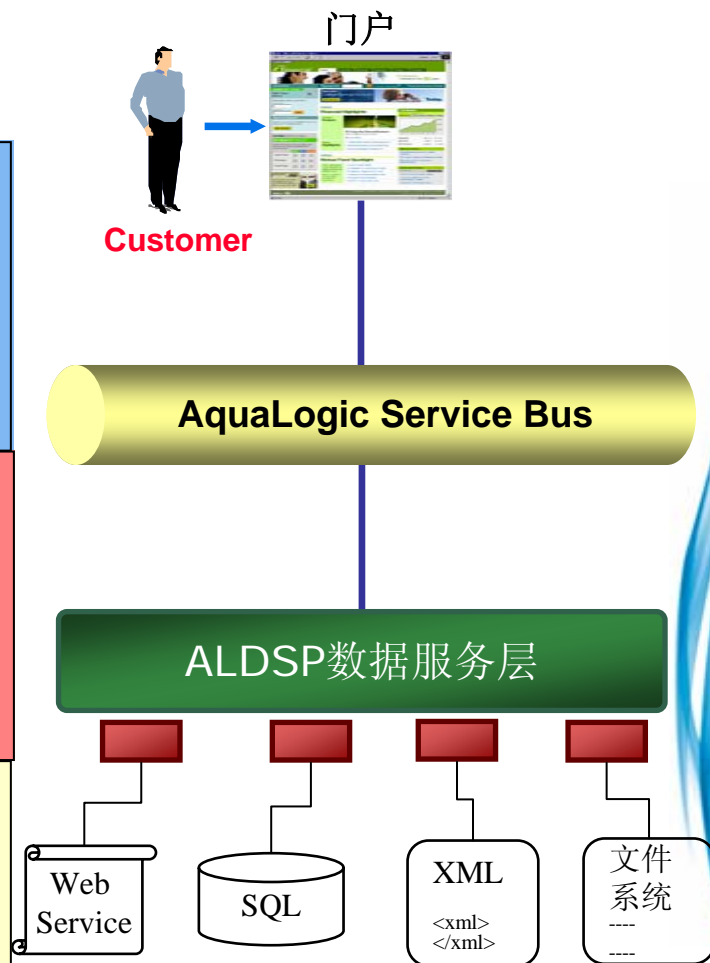 门户
Customer
AquaLogic Service Bus
ALDSP数据服务层
Web
Service
SQL
XML
<xml>
</xml>
文件
系统
----
----